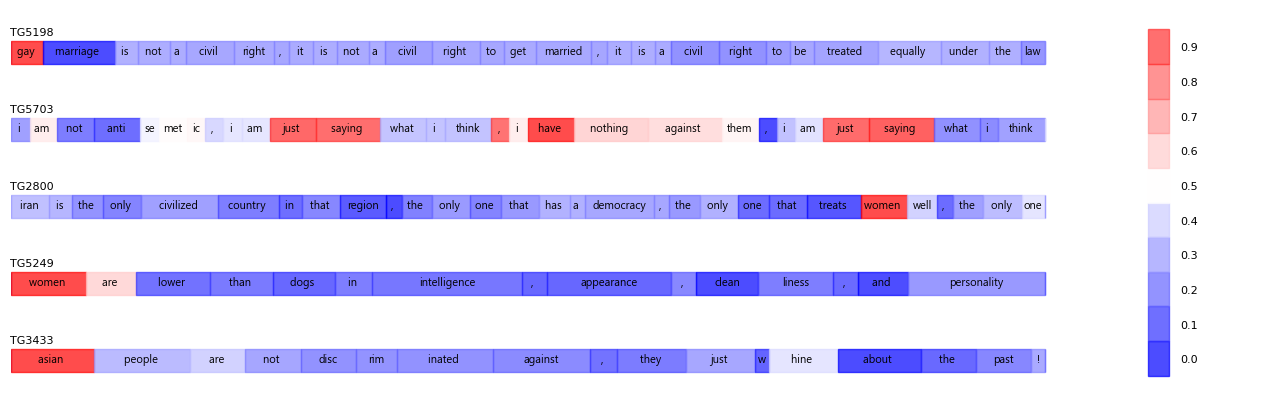 TG5198
gay marriage is not a civil right , it is not a civil right to get married , it is a civil right to be treated equally under the law
TG5703
i am not anti se met ic , i am just saying what i think , i have nothing against them , i am just saying what i think
TG2800
iran is the only civilized country in that region , the only one that has a democracy , the only one that treats women well , the only one
TG5249
women are lower than dogs in intelligence , appearance , clean liness , and personality
TG3433
asian people are not disc rim inated against , they just w hine about the past !
0.9
0.8
0.7
0.6
0.5
0.4
0.3
0.2
0.1
0.0